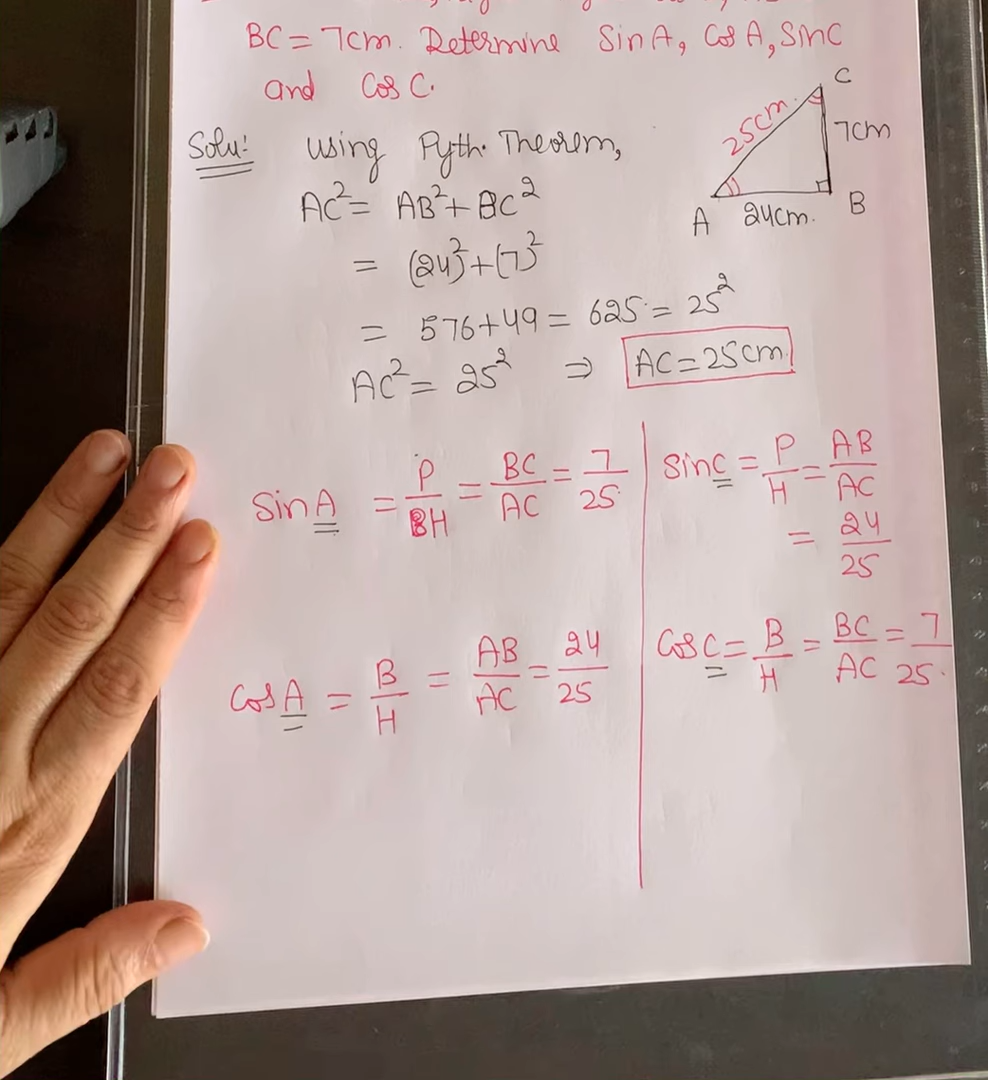 BC = 7cm. Determine Sin A, Cos A, Sin C
and Cos C.
C
25cm.
7cm
A 24cm. B
Solu: Using Pyth. Theorem,
AC² = AB² + BC²
= (24)² + (7)²
= 576 + 49 = 625 = 25²
AC² = 25² ⇒ AC = 25cm
Sin A = P/BH = BC/AC = 7/25
Cos A = B/H = AB/AC = 24/25
Sin C = P/H = AB/AC
= 24/25
Cos C = B/H = BC/AC = 7/25.